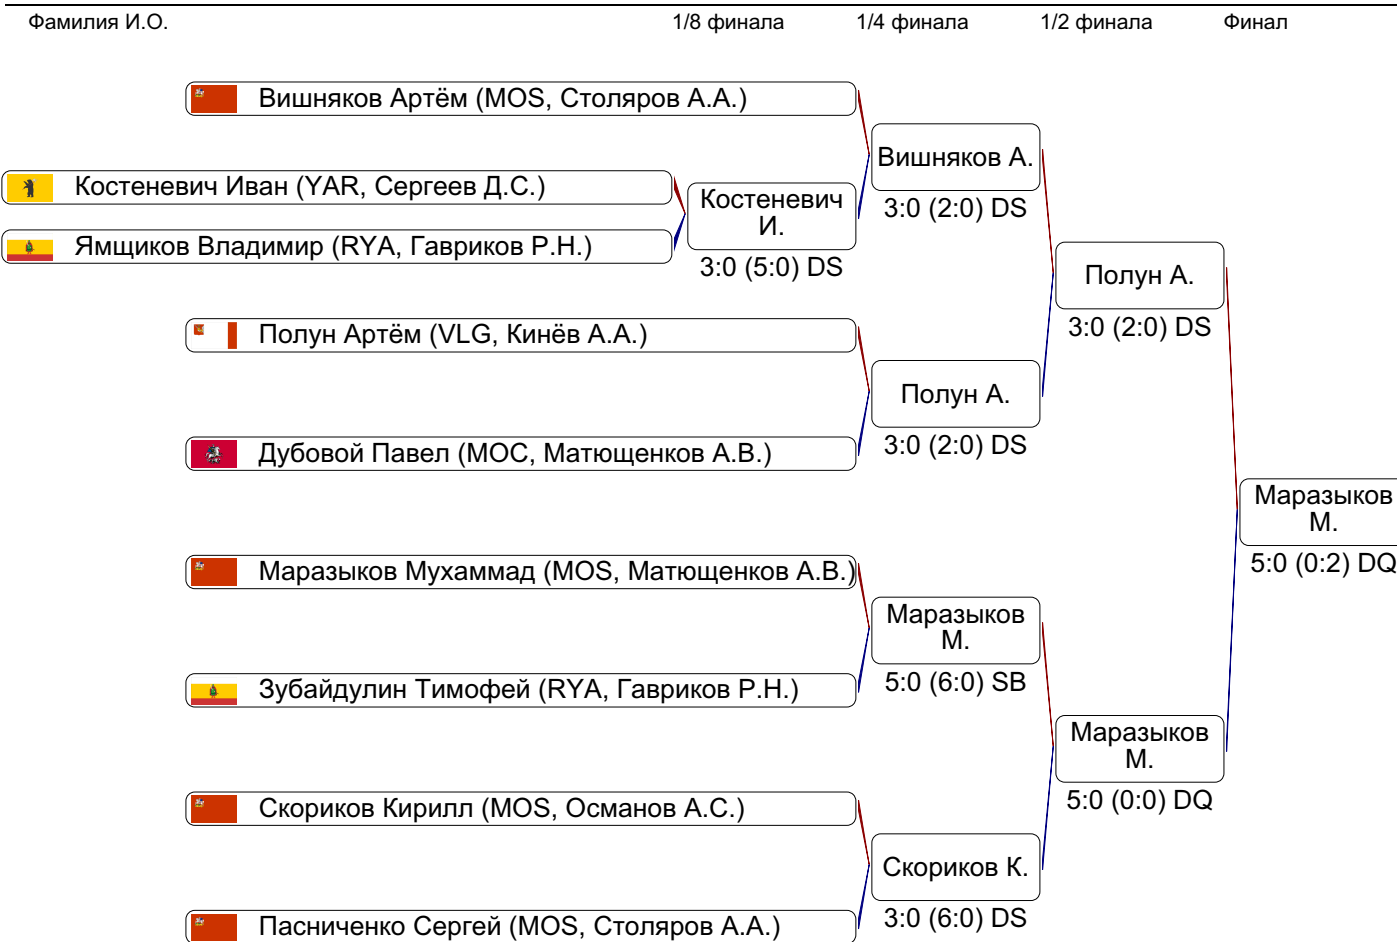 Фамилия И.О. 1/8 финала 1/4 финала 1/2 финала Финал
Вишняков Артём (MOS, Столяров А.А.)
Вишняков А.
3:0 (2:0) DS
Костеневич Иван (YAR, Сергеев Д.С.)
Костеневич
И.
3:0 (5:0) DS
Ямщиков Владимир (RYA, Гавриков Р.Н.)
Полун А.
3:0 (2:0) DS
Полун Артём (VLG, Кинёв А.А.)
Полун А.
3:0 (2:0) DS
Дубовой Павел (МОС, Матющенков А.В.)
Маразыков
М.
5:0 (0:2) DQ
Маразыков Мухаммад (MOS, Матющенков А.В.)
Маразыков
М.
5:0 (6:0) SB
Зубайдулин Тимофей (RYA, Гавриков Р.Н.)
Маразыков
М.
5:0 (0:0) DQ
Скориков Кирилл (MOS, Османов А.С.)
Скориков К.
3:0 (6:0) DS
Пасниченко Сергей (MOS, Столяров А.А.)